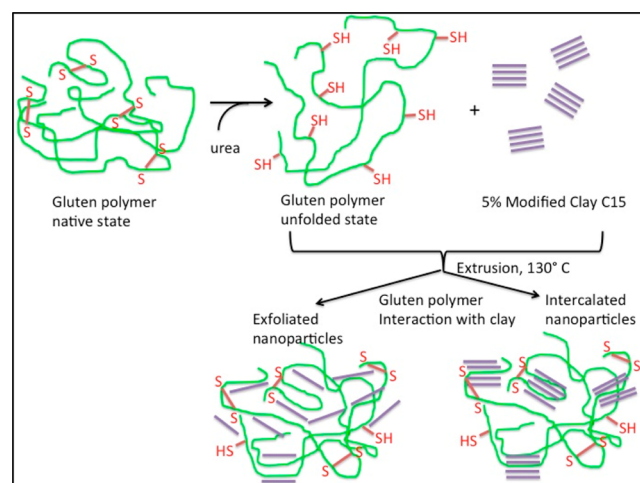 S
S
S
S
S
S
S
S
Gluten polymer
native state
urea
SH
SH
SH
SH
SH
SH
SH
SH
Gluten polymer
unfolded state
+
5% Modified Clay C15
Extrusion, 130° C
Gluten polymer
Interaction with clay
Exfoliated
nanoparticles
Intercalated
nanoparticles
S
S
S
S
S
S
HS
SH
S
S
S
S
S
S
HS
SH